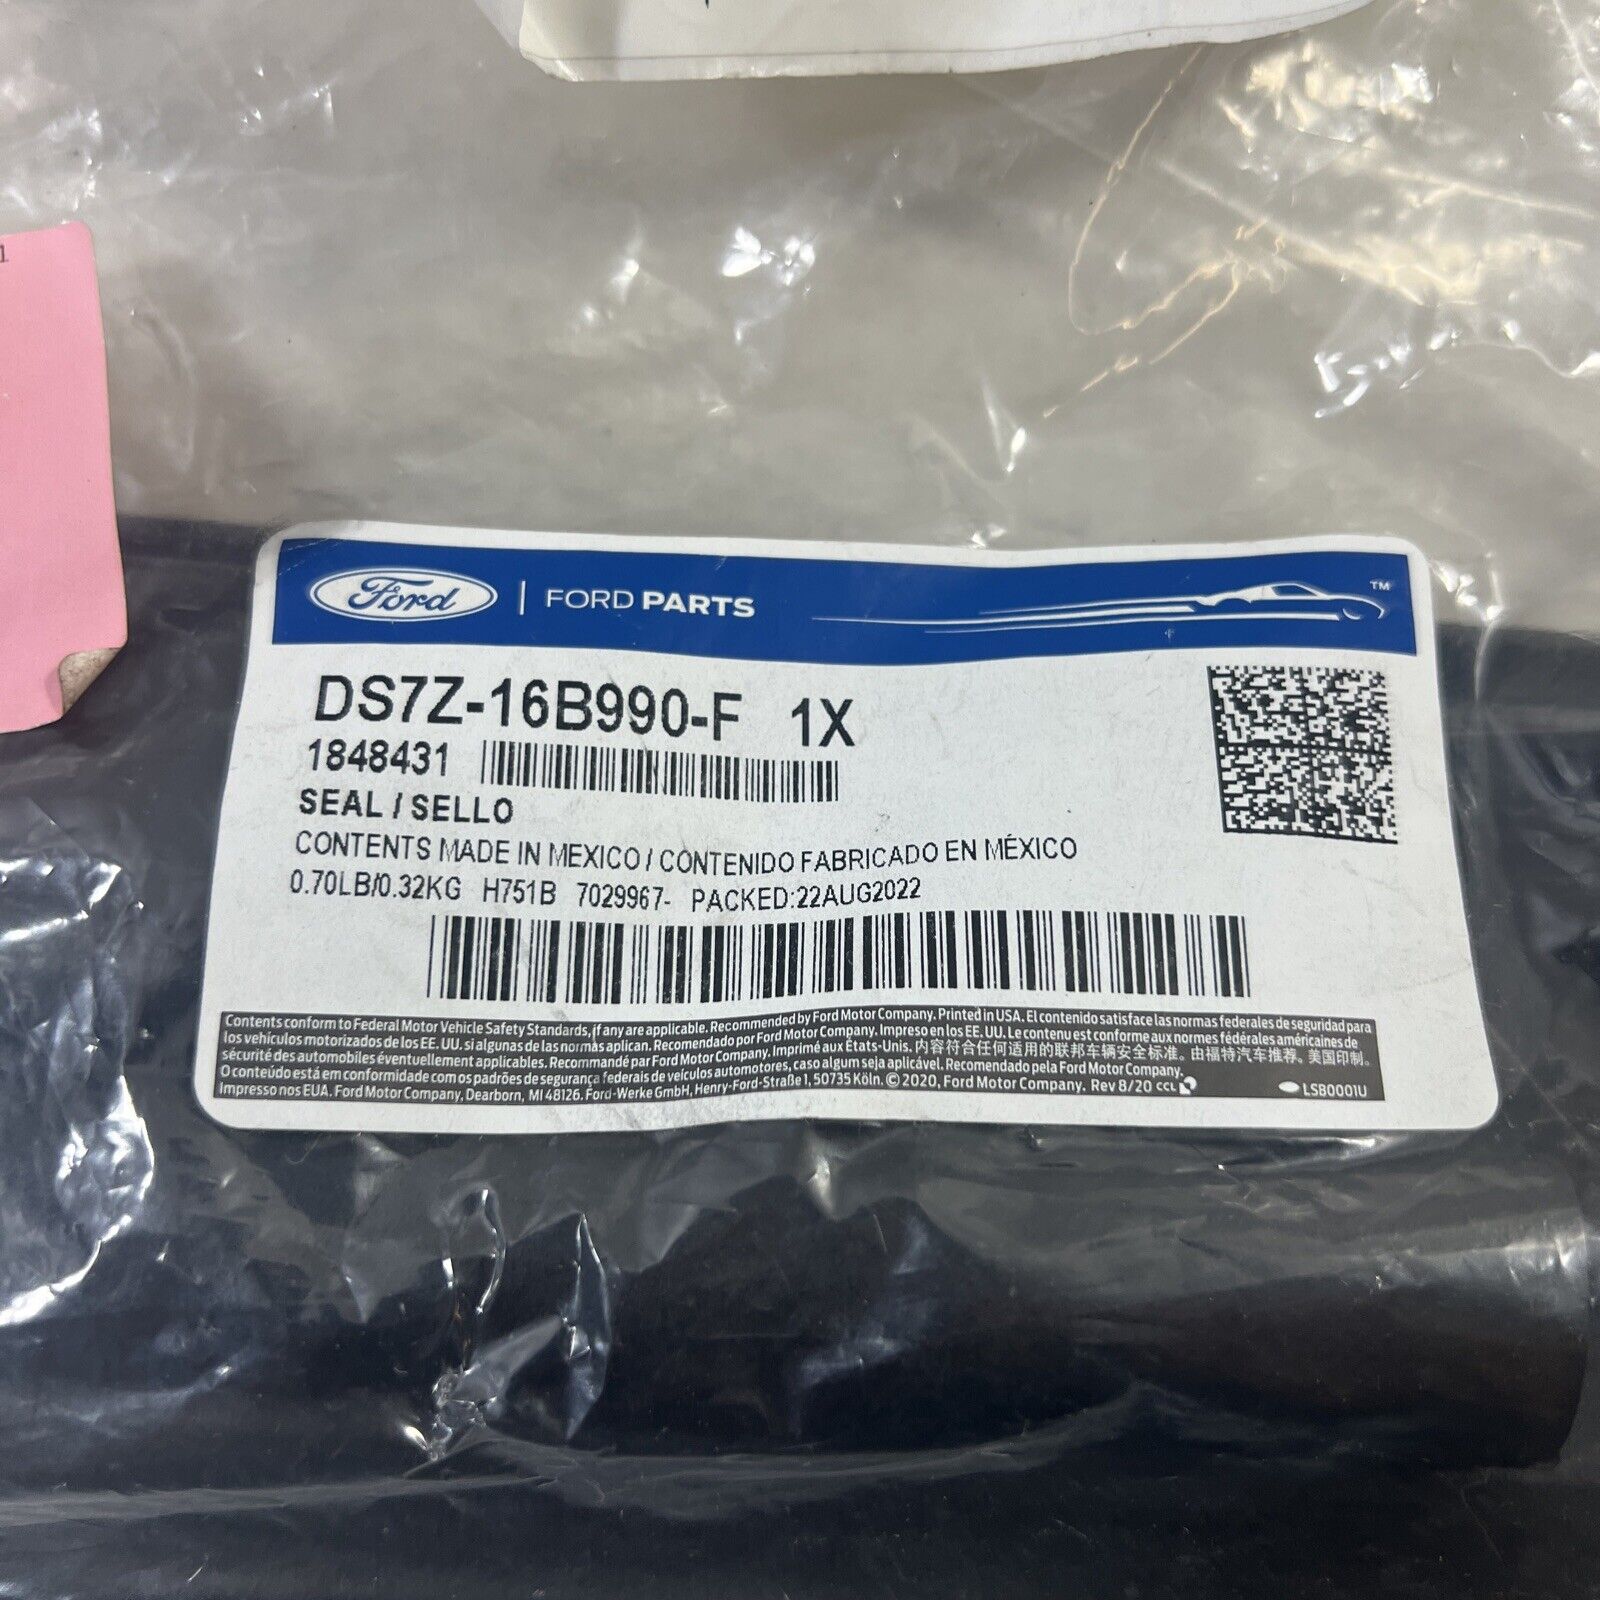 1
Ford | FORD PARTS ™
DS7Z-16B990-F 1X
1848431
SEAL / SELLO
CONTENTS MADE IN MEXICO / CONTENIDO FABRICADO EN MÉXICO
0.70LB/0.32KG H751B 7029967- PACKED:22AUG2022
Contents conform to Federal Motor Vehicle Safety Standards, if any are applicable. Recommended by Ford Motor Company. Printed in USA. El contenido satisface las normas federales de seguridad para
los vehículos motorizados de los EE. UU. si algunas de las normas aplican. Recomendado por Ford Motor Company. Impreso en los EE. UU. Le contenu est conforme aux normes fédérales américaines de
sécurité des automobiles éventuellement applicables. Recommandé par Ford Motor Company. Imprimé aux États-Unis. 内容符合任何适用的联邦车辆安全标准。由福特汽车推荐。美国印制。
O conteúdo está em conformidade com os padrões de segurança federais de veículos automotores, caso algum seja aplicável. Recomendado pela Ford Motor Company.
Impresso nos EUA. Ford Motor Company, Dearborn, MI 48126. Ford-Werke GmbH, Henry-Ford-Straße 1, 50735 Köln. © 2020, Ford Motor Company. Rev 8/20 CCL LSB0001U